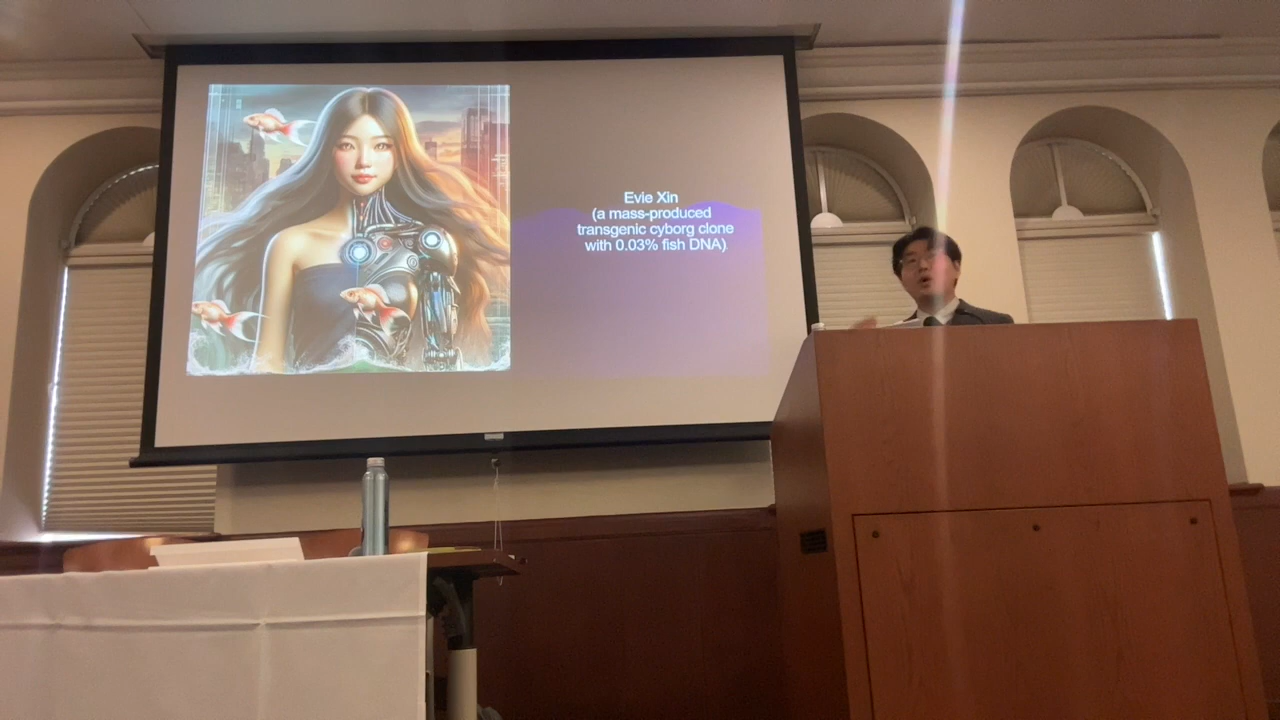 Evie Xin
(a mass-produced
transgenic cyborg clone
with 0.03% fish DNA).